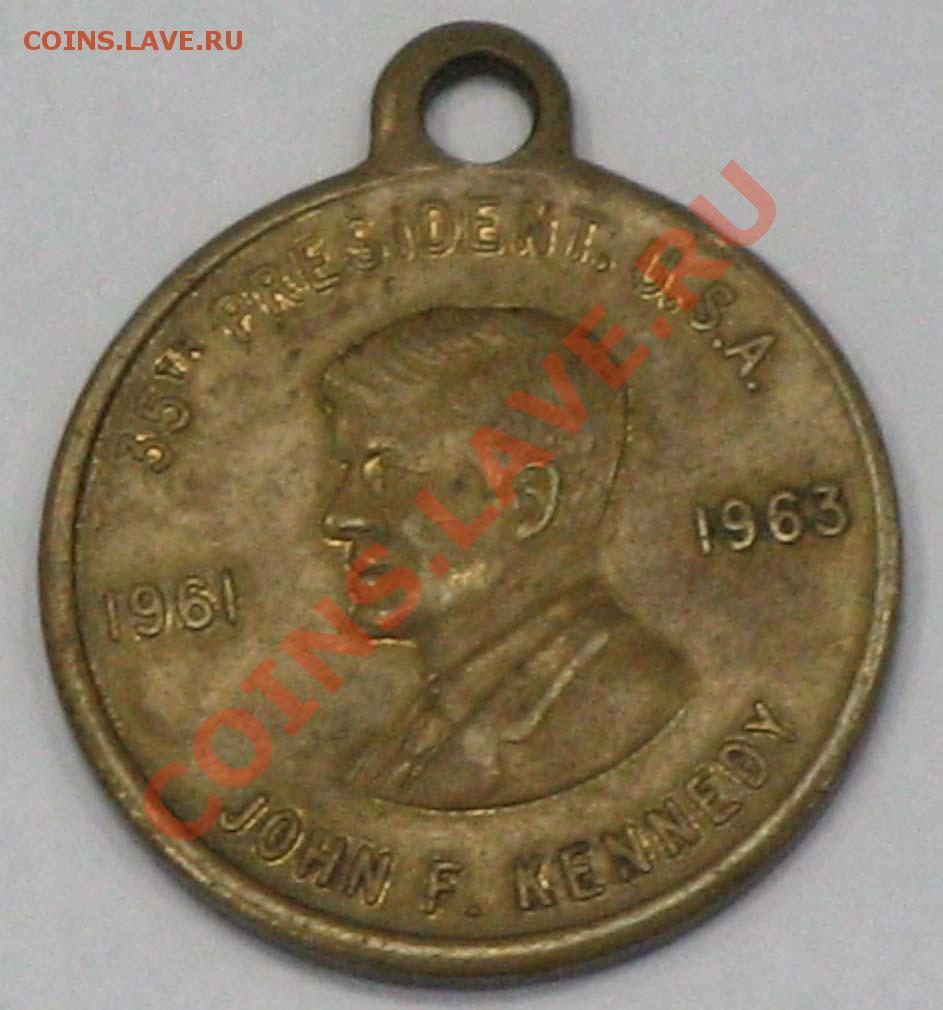 COINS.LAVE.RU
35TH. PRESIDENT. U.S.A.
1961
1963
JOHN F. KENNEDY
COINS.LAVE.RU